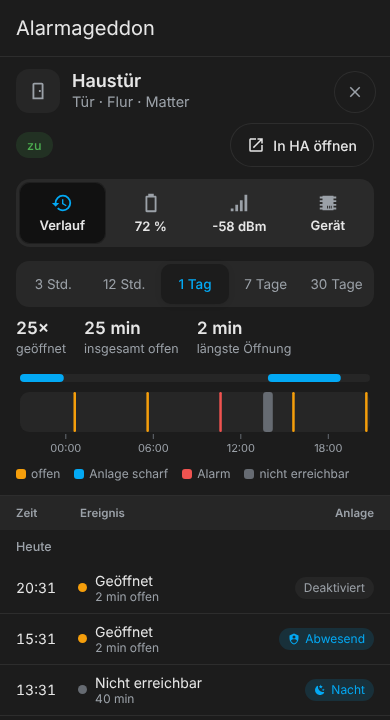 Alarmageddon
Haustür
Tür · Flur · Matter
zu
In HA öffnen
Verlauf
72 %
-58 dBm
Gerät
3 Std.
12 Std.
1 Tag
7 Tage
30 Tage
25× 25 min 2 min
geöffnet insgesamt offen längste Öffnung
00:00 06:00 12:00 18:00
offen Anlage scharf Alarm nicht erreichbar
Zeit Ereignis Anlage
Heute
20:31 Geöffnet Deaktiviert
2 min offen
15:31 Geöffnet Abwesend
2 min offen
13:31 Nicht erreichbar Nacht
40 min